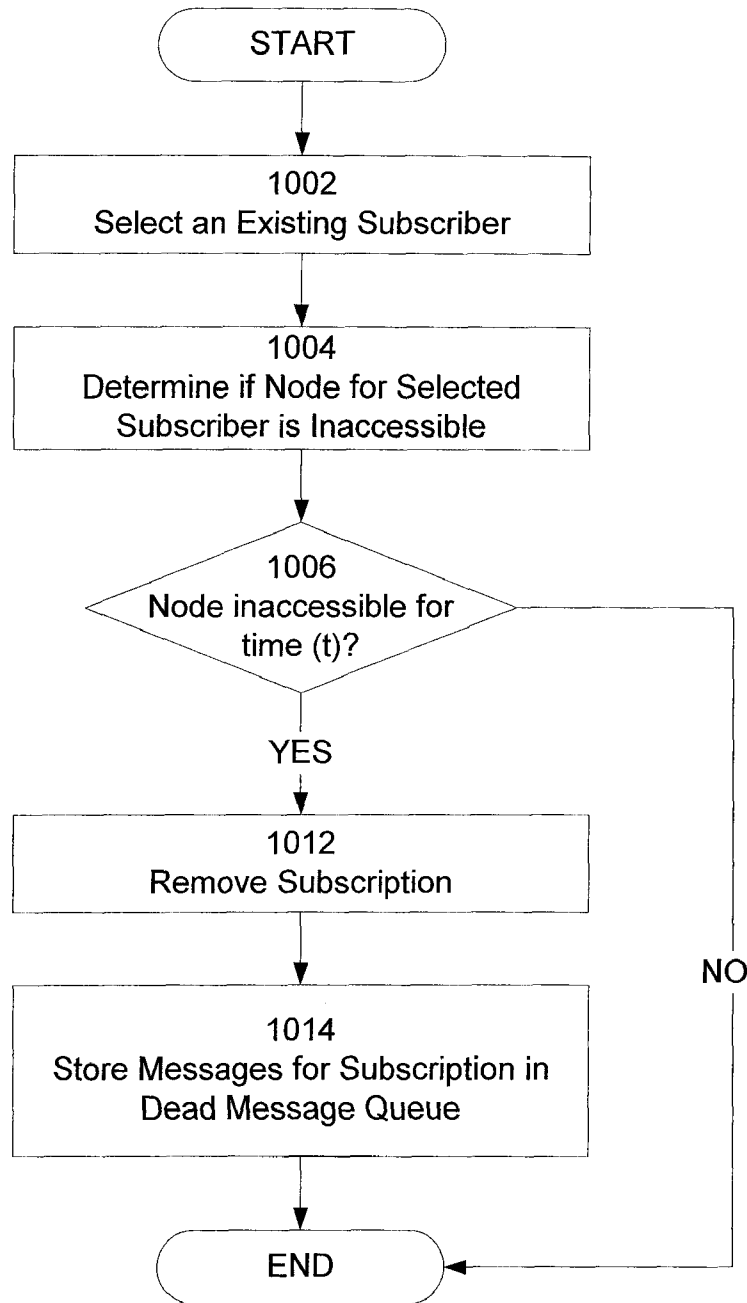 START
1002
Select an Existing Subscriber
1004
Determine if Node for Selected
Subscriber is Inaccessible
1006
Node inaccessible for
time (t)?
YES
1012
Remove Subscription
NO
1014
Store Messages for Subscription in
Dead Message Queue
END